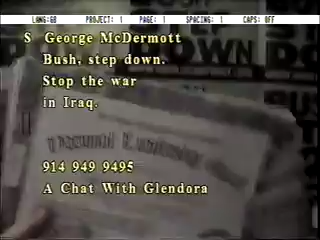 LANG:GB PROJECT: 1 PAGE: 1 SPACING: 1 CAPS: OFF
S George McDermott
Bush, step down.
Stop the war
in Iraq.
914 949 9495
A Chat With Glendora
DOWN